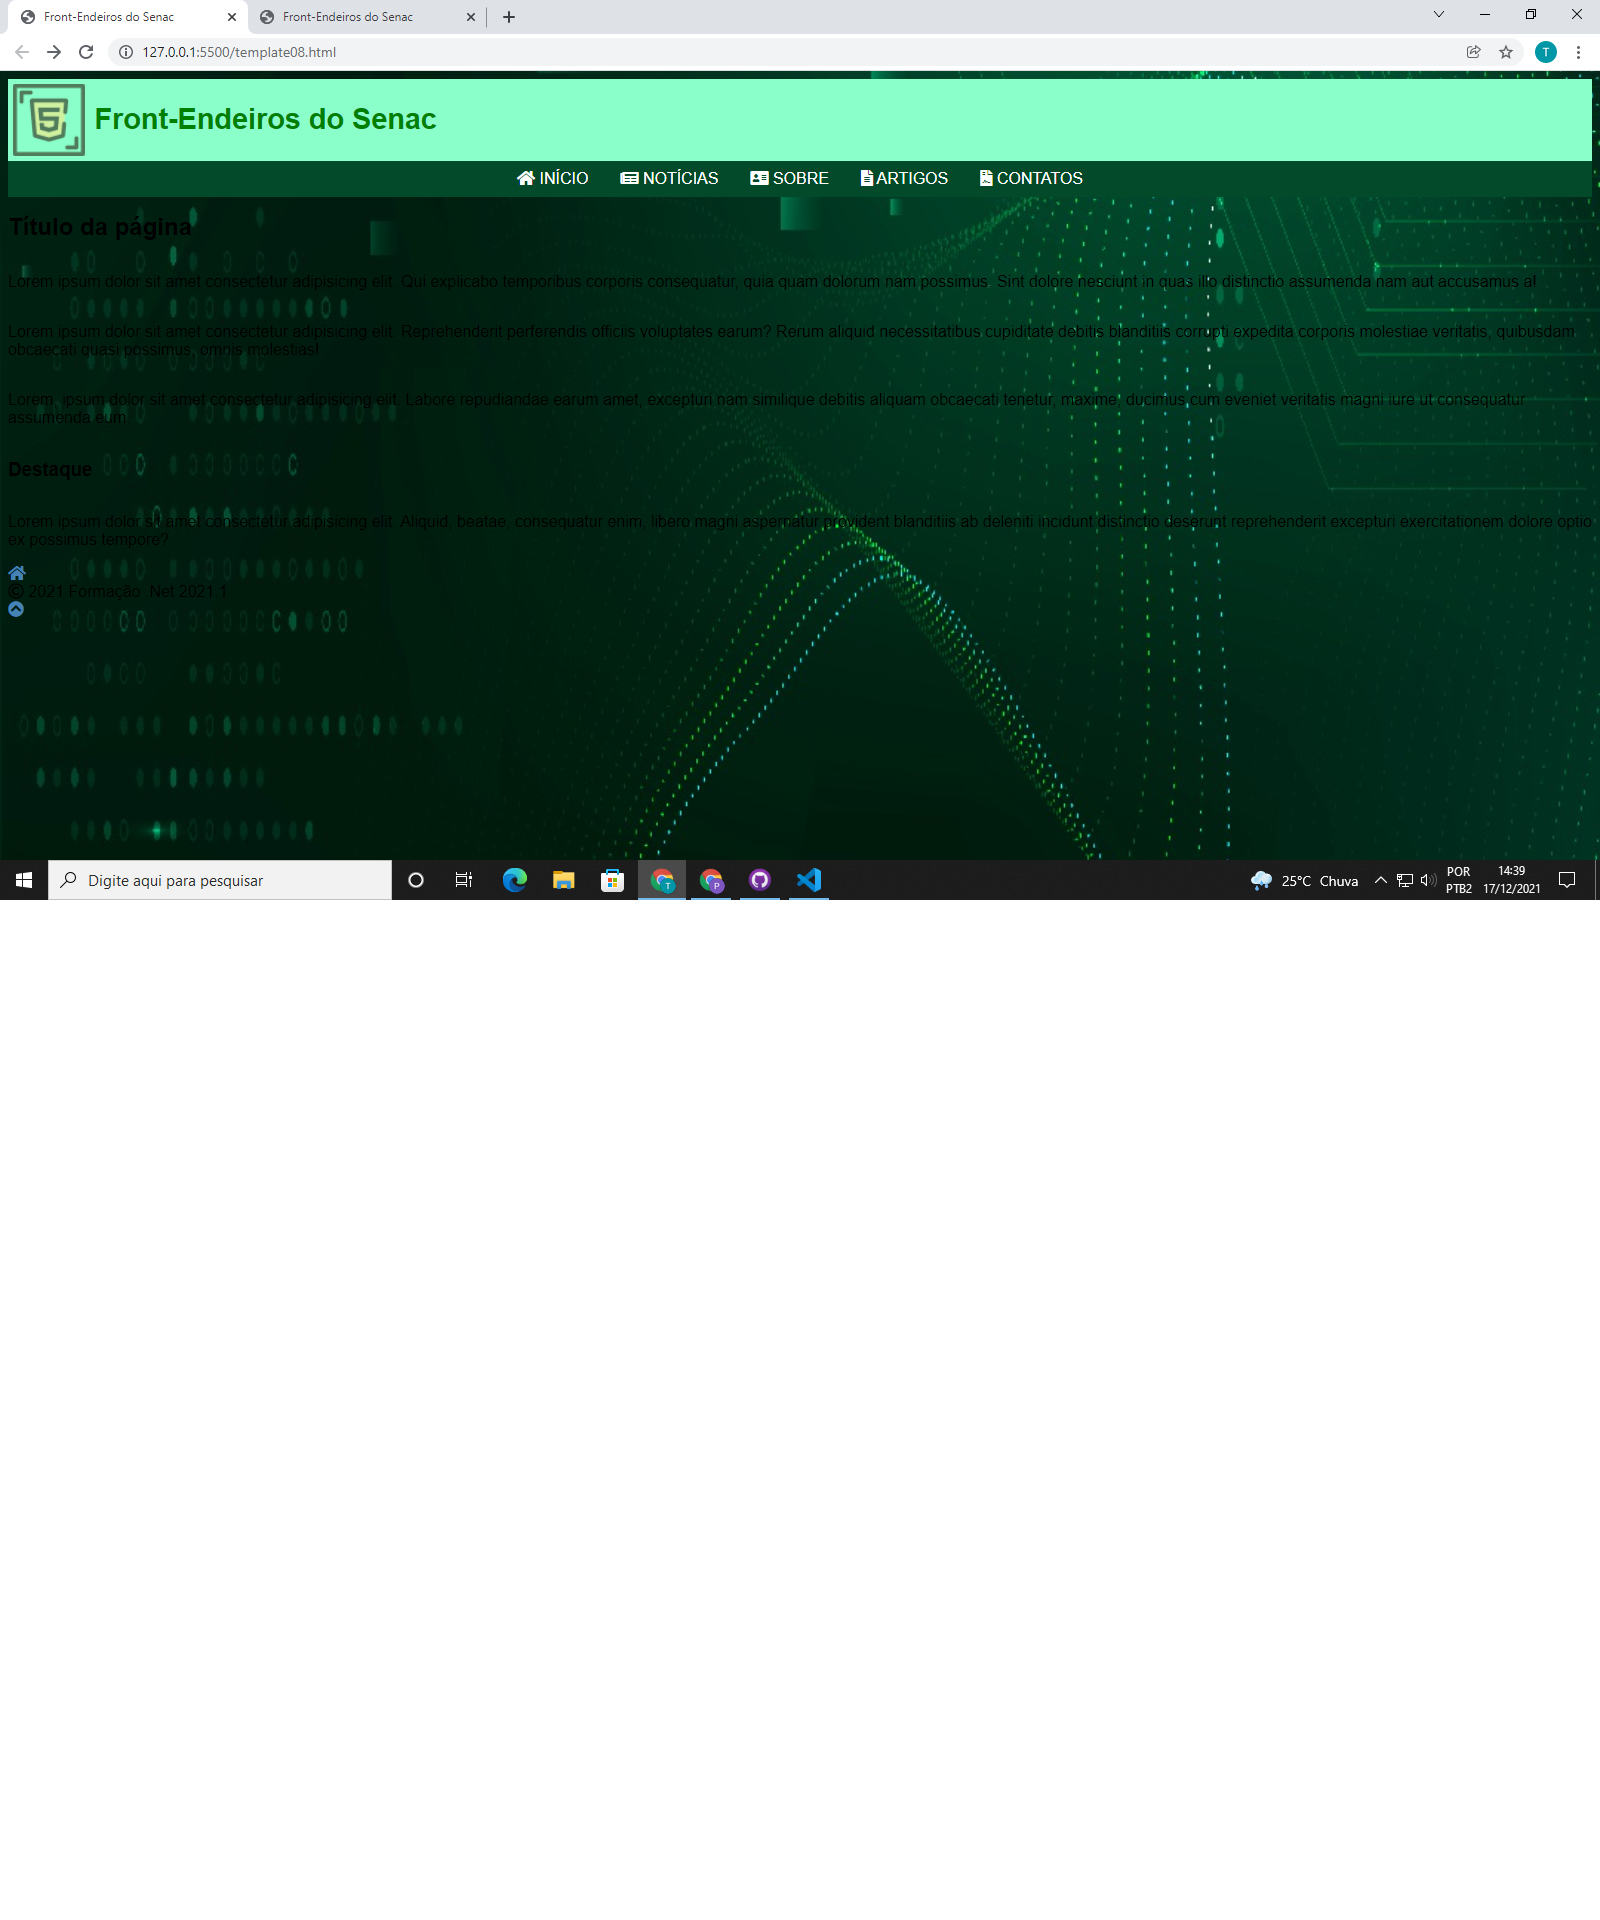 Front-Endeiros do Senac
Front-Endeiros do Senac
127.0.0.1:5500/template08.html
T
Front-Endeiros do Senac
INÍCIO NOTÍCIAS SOBRE ARTIGOS CONTATOS
Título da página
Lorem ipsum dolor sit amet consectetur adipisicing elit. Qui explicabo temporibus corporis consequatur, quia quam dolorum nam possimus. Sint dolore nesciunt in quas illo distinctio assumenda nam aut accusamus a!
Lorem ipsum dolor sit amet consectetur adipisicing elit. Reprehenderit perferendis officiis voluptates earum? Rerum aliquid necessitatibus cupiditate debitis blanditiis corrupti expedita corporis molestiae veritatis, quibusdam
obcaecati quasi possimus, omnis molestias!
Lorem, ipsum dolor sit amet consectetur adipisicing elit. Labore repudiandae earum amet, excepturi nam similique debitis aliquam obcaecati tenetur, maxime, ducimus cum eveniet veritatis magni iure ut consequatur
assumenda eum.
Destaque
Lorem ipsum dolor sit amet consectetur adipisicing elit. Aliquid, beatae, consequatur enim, libero magni aspernatur provident blanditiis ab deleniti incidunt distinctio deserunt reprehenderit excepturi exercitationem dolore optio
ex possimus tempore?
© 2021 Formação .Net 2021.1
Digite aqui para pesquisar
T
P
25°C Chuva
POR
PTB2
14:39
17/12/2021